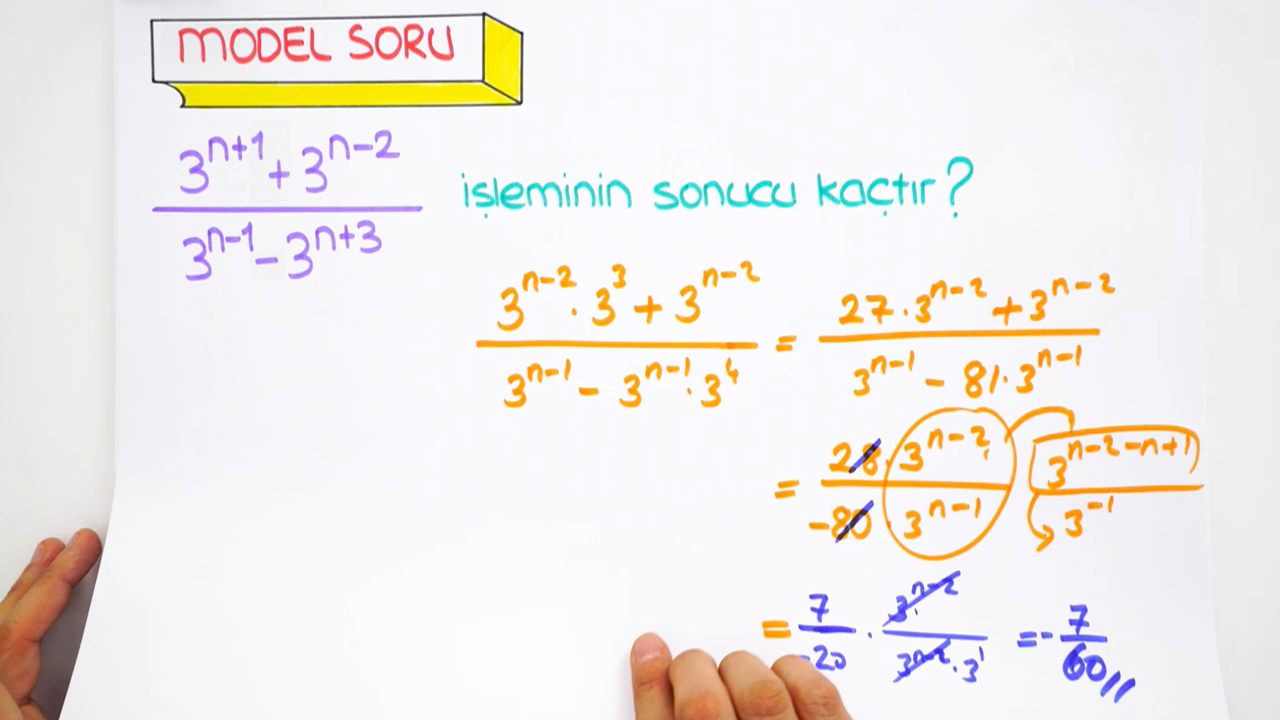 MODEL SORU
3^{n+1} + 3^{n-2}
3^{n-1} - 3^{n+3}
işleminin sonucu kaçtır?
3^{n-2} . 3^3 + 3^{n-2} = 27 . 3^{n-2} + 3^{n-2}
3^{n-1} - 3^{n-1} . 3^4 3^{n-1} - 81 . 3^{n-1}
= 28 . 3^{n-2} 3^{n-2-n+1}
-80 . 3^{n-1} 3^{-1}
= 7 . 3^{n-2} = - 7
-20 3^{n-2} . 3^1 60 //